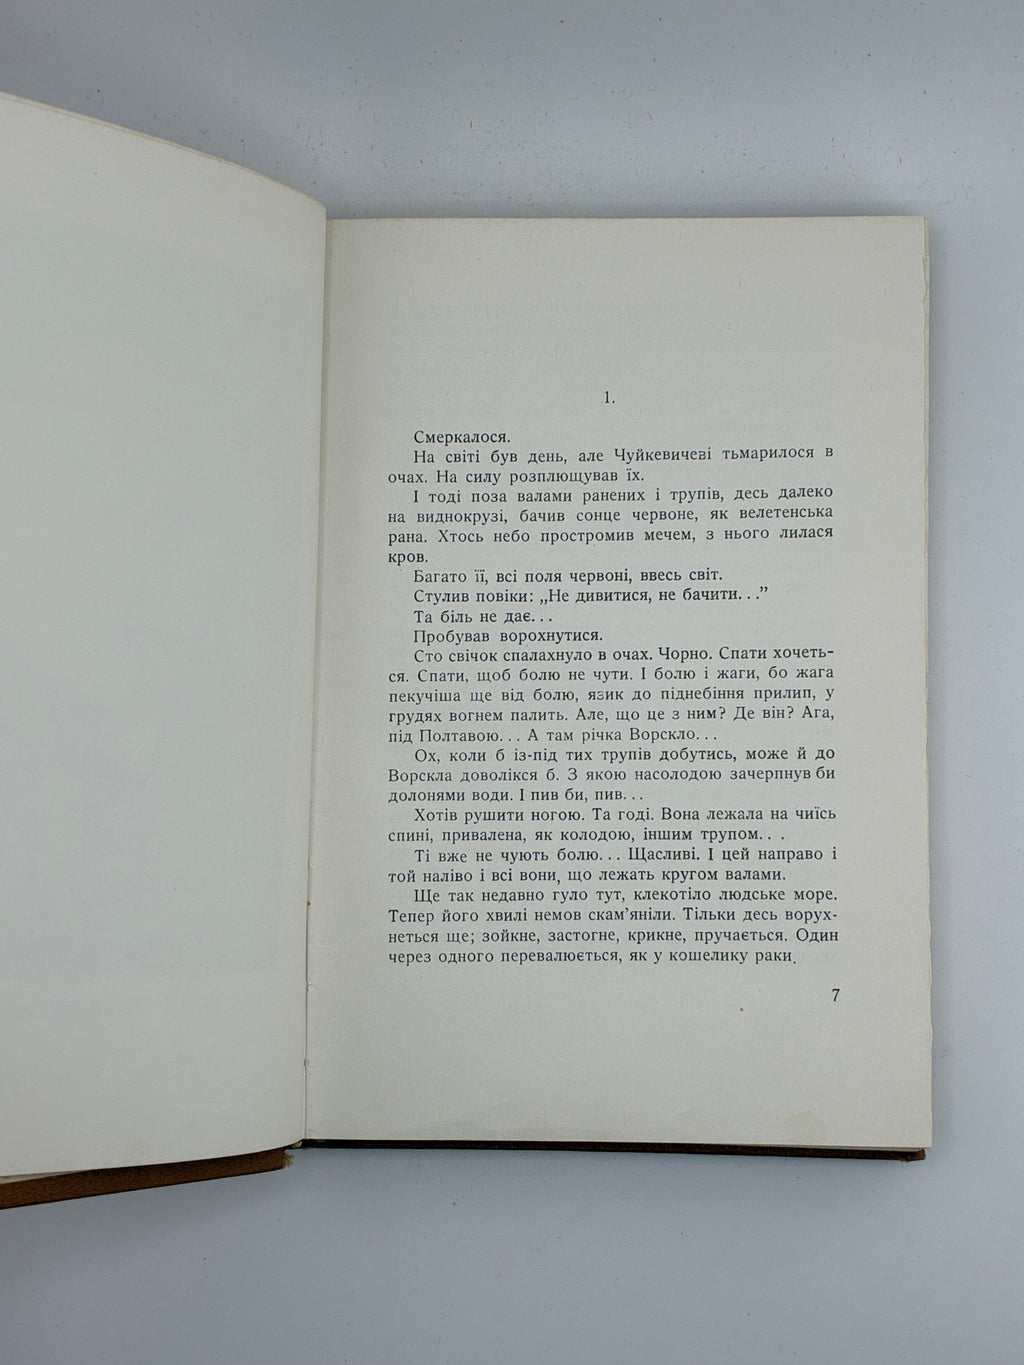 1.
Смеркалося.
На світі був день, але Чуйкевичеві тьмарилося в
очах. На силу розплющував їх.
І тоді поза валами ранених і трупів, десь далеко
на виднокрузі, бачив сонце червоне, як велетенська
рана. Хтось небо простромив мечем, з нього лилася
кров.
Багато її, всі поля червоні, ввесь світ.
Стулив повіки: „Не дивитися, не бачити. . .”
Та біль не дає. . .
Пробував ворохнутися.
Сто свічок спалахнуло в очах. Чорно. Спати хочеть-
ся. Спати, щоб болю не чути. І болю і жаги, бо жага
пекучіша ще від болю, язик до піднебіння прилип, у
грудях вогнем палить. Але, що це з ним? Де він? Ага,
під Полтавою. . . А там річка Ворскло. . .
Ох, коли б із-під тих трупів добутись, може й до
Ворскла доволікся б. З якою насолодою зачерпнув би
долонями води. І пив би, пив. . .
Хотів рушити ногою. Та годі. Вона лежала на чиїсь
спині, привалена, як колодою, іншим трупом. . .
Ті вже не чують болю. . . Щасливі. І цей направо і
той наліво і всі вони, що лежать кругом валами.
Ще так недавно гуло тут, клекотіло людське море.
Тепер його хвилі немов скам’яніли. Тільки десь ворух-
неться ще; зойкне, застогне, крикне, пручається. Один
через одного перевалюється, як у кошелику раки.
7